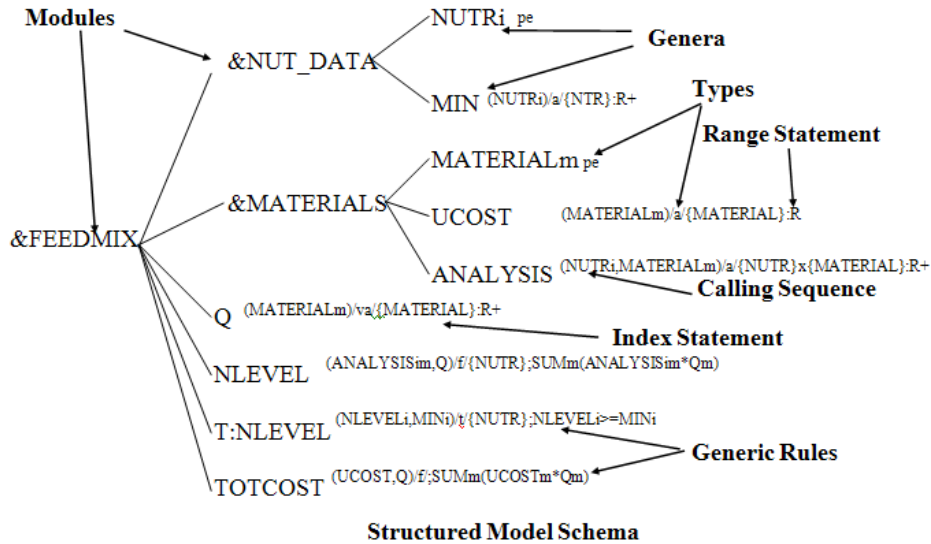 Modules
NUTRi pe
&NUT_DATA
Genera
MIN (NUTRi)/a/{NTR}:R+
Types
Range Statement
MATERIALm pe
&MATERIALS
UCOST (MATERIALm)/a/{MATERIAL}:R
&FEEDMIX
ANALYSIS (NUTRi,MATERIALm)/a/{NUTR}x{MATERIAL}:R+
Calling Sequence
Q (MATERIALm)/va/{MATERIAL}:R+
Index Statement
NLEVEL (ANALYSISim,Q)/f/{NUTR};SUMm(ANALYSISim*Qm)
T:NLEVEL (NLEVELi,MINi)/t/{NUTR};NLEVELi>=MINi
Generic Rules
TOTCOST (UCOST,Q)/f/;SUMm(UCOSTm*Qm)
Structured Model Schema